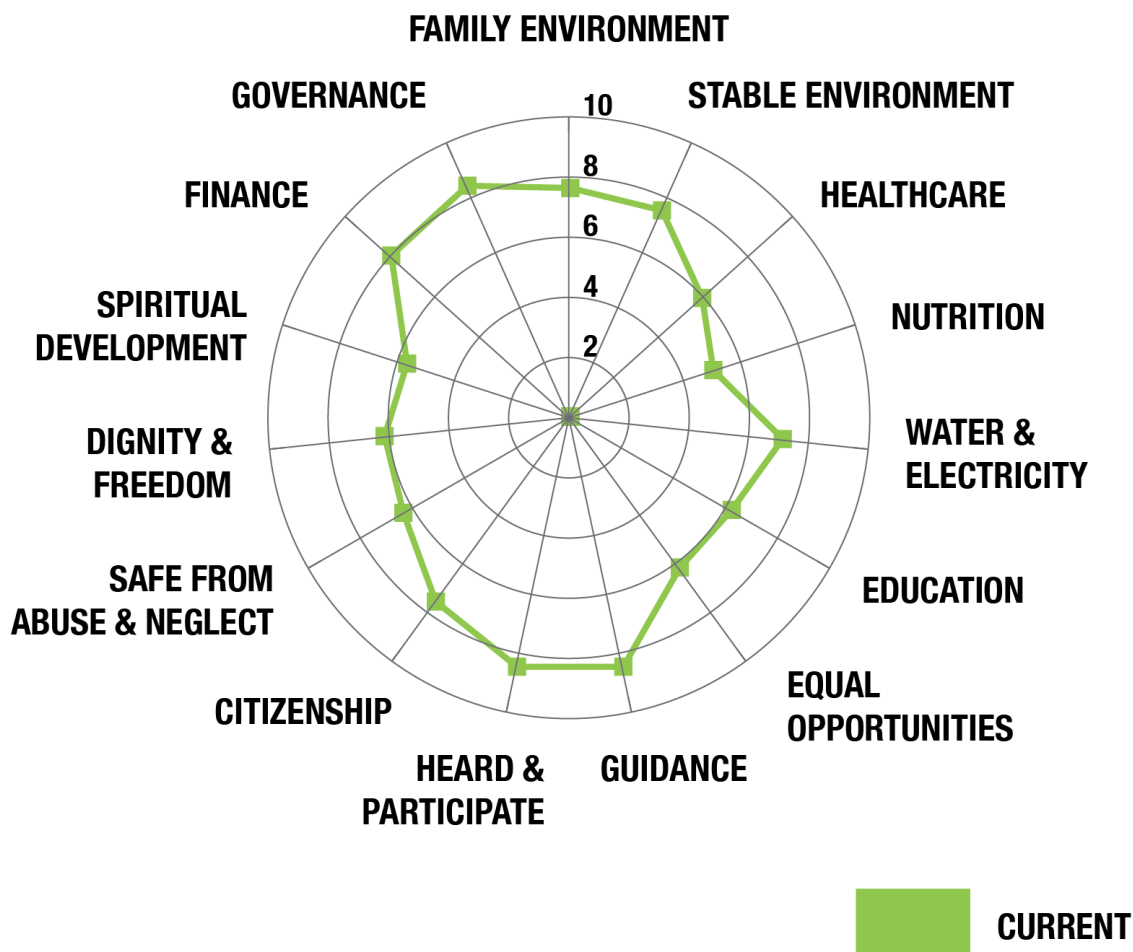 FAMILY ENVIRONMENT
GOVERNANCE
STABLE ENVIRONMENT
10
8
6
4
2
FINANCE
HEALTHCARE
SPIRITUAL
DEVELOPMENT
NUTRITION
DIGNITY &
FREEDOM
WATER &
ELECTRICITY
SAFE FROM
ABUSE & NEGLECT
EDUCATION
CITIZENSHIP
EQUAL
OPPORTUNITIES
HEARD &
PARTICIPATE
GUIDANCE
CURRENT